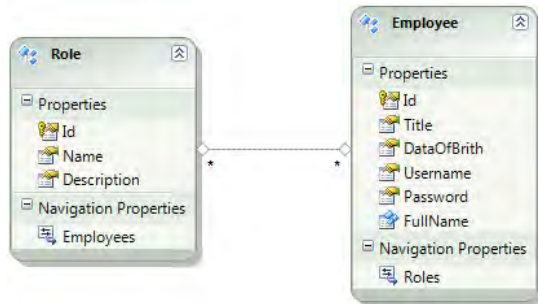 Role
Properties
Id
Name
Description
Navigation Properties
Employees
*
*
Employee
Properties
Id
Title
DataOfBrith
Username
Password
FullName
Navigation Properties
Roles